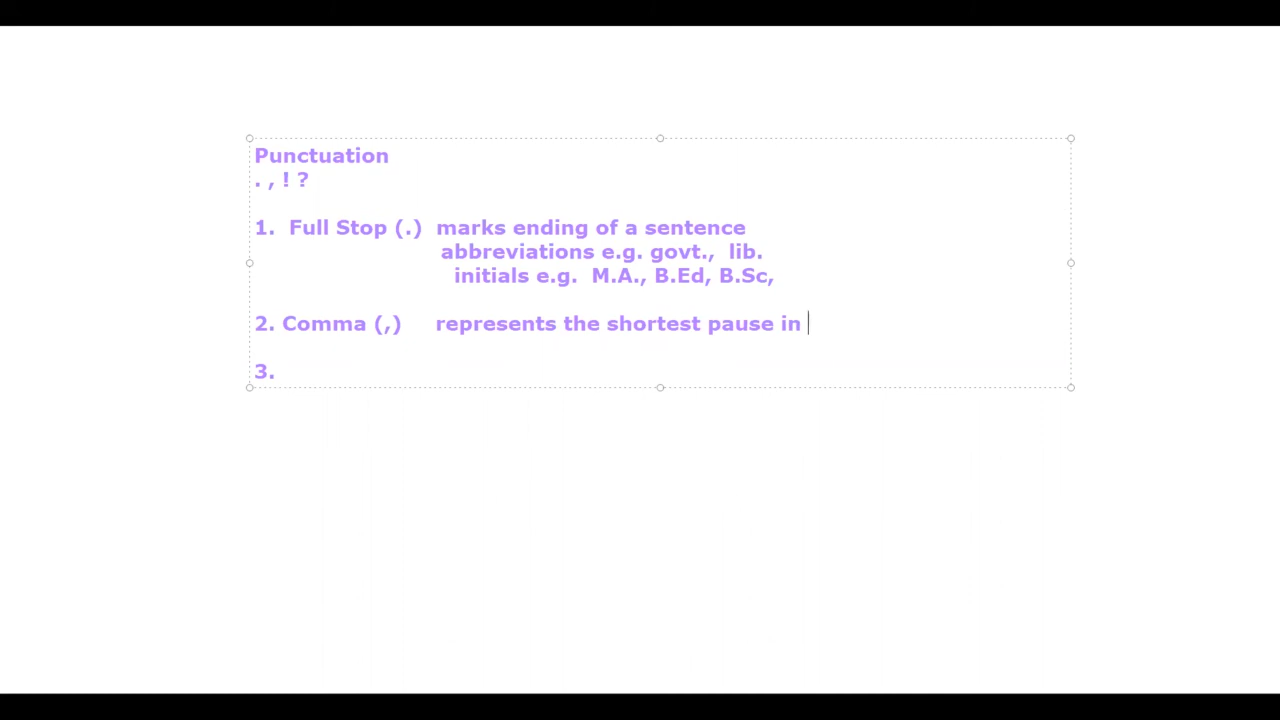 Punctuation
. , ! ?
1. Full Stop (.) marks ending of a sentence
abbreviations e.g. govt., lib.
initials e.g. M.A., B.Ed, B.Sc,
2. Comma (,) represents the shortest pause in
3.